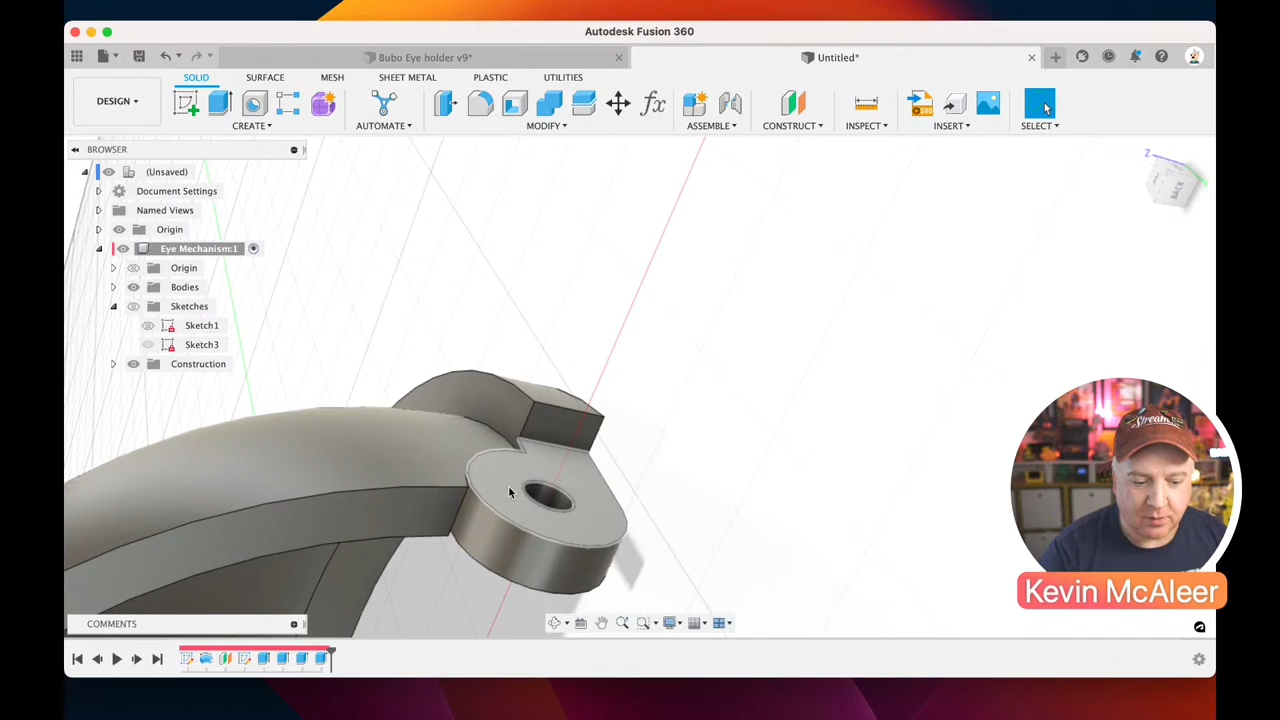 Autodesk Fusion 360
Bubo Eye holder v9*
Untitled*
DESIGN
SOLID
SURFACE
MESH
SHEET METAL
PLASTIC
UTILITIES
CREATE
AUTOMATE
MODIFY
ASSEMBLE
CONSTRUCT
INSPECT
INSERT
SELECT
fx
BROWSER
(Unsaved)
Document Settings
Named Views
Origin
Eye Mechanism:1
Origin
Bodies
Sketches
Sketch1
Sketch3
Construction
Z
BACK
Kevin McAleer
COMMENTS